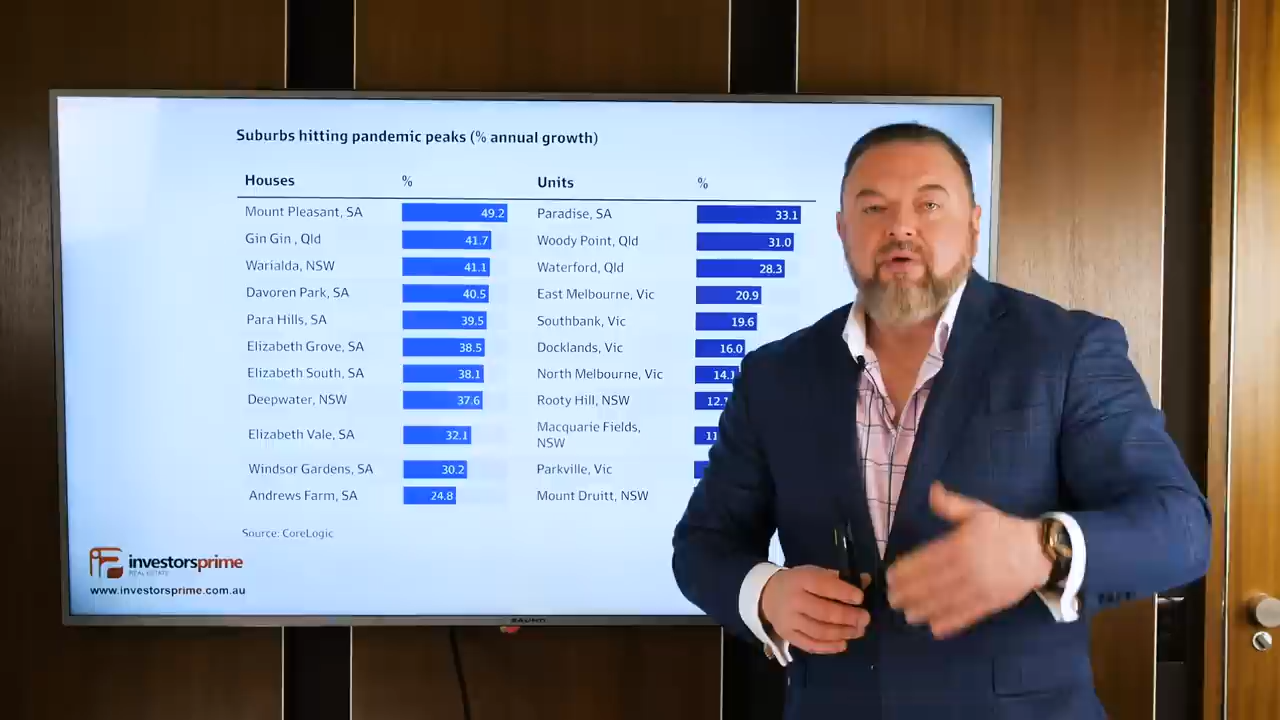 Suburbs hitting pandemic peaks (% annual growth)
Houses % Units %
Mount Pleasant, SA 49.2 Paradise, SA 33.1
Gin Gin , Qld 41.7 Woody Point, Qld 31.0
Warialda, NSW 41.1 Waterford, Qld 28.3
Davoren Park, SA 40.5 East Melbourne, Vic 20.9
Para Hills, SA 39.5 Southbank, Vic 19.6
Elizabeth Grove, SA 38.5 Docklands, Vic 16.0
Elizabeth South, SA 38.1 North Melbourne, Vic 14.1
Deepwater, NSW 37.6 Rooty Hill, NSW 12.
Elizabeth Vale, SA 32.1 Macquarie Fields,
NSW 11
Windsor Gardens, SA 30.2 Parkville, Vic
Andrews Farm, SA 24.8 Mount Druitt, NSW
Source: CoreLogic
investorsprime
REAL ESTATE
www.investorsprime.com.au